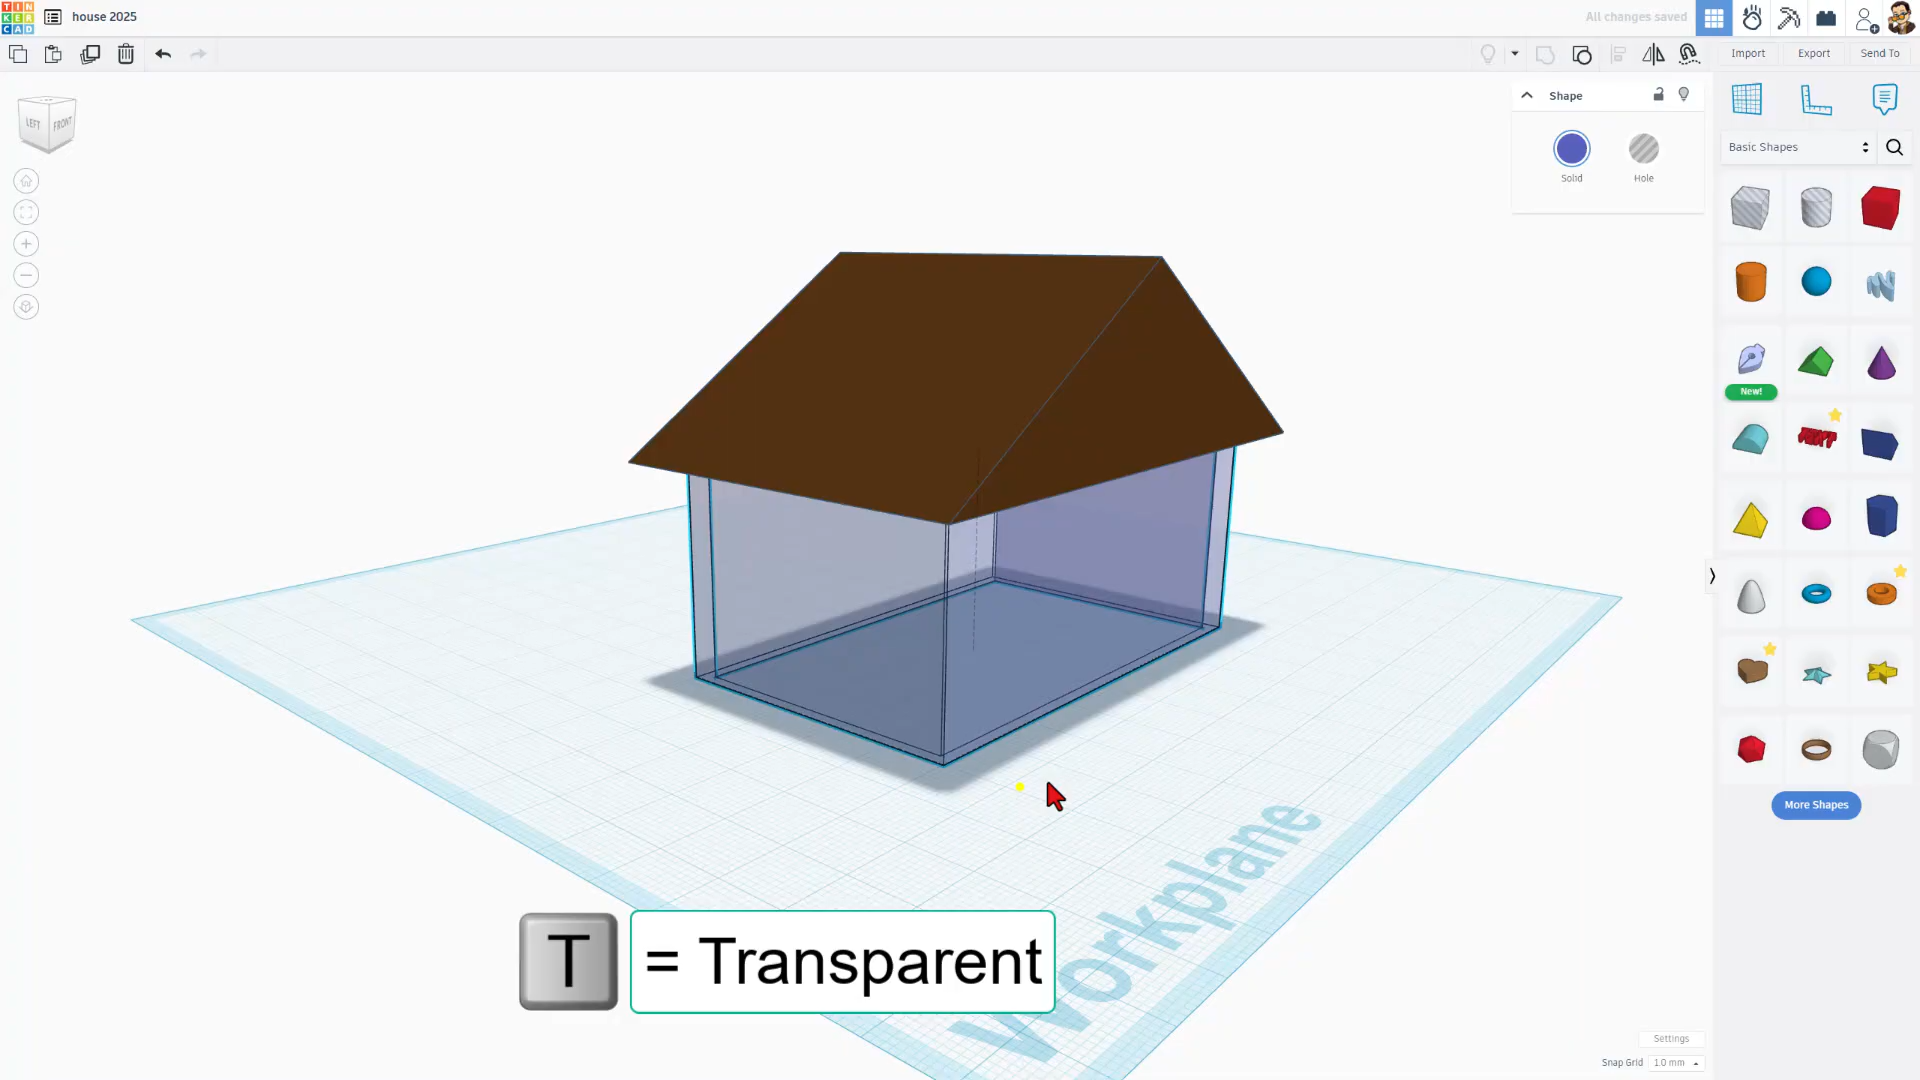 TIN
KER
CAD
house 2025
All changes saved
Import
Export
Send To
LEFT
FRONT
Shape
Solid
Hole
Basic Shapes
New!
More Shapes
Workplane
T
= Transparent
Settings
Snap Grid
1.0 mm